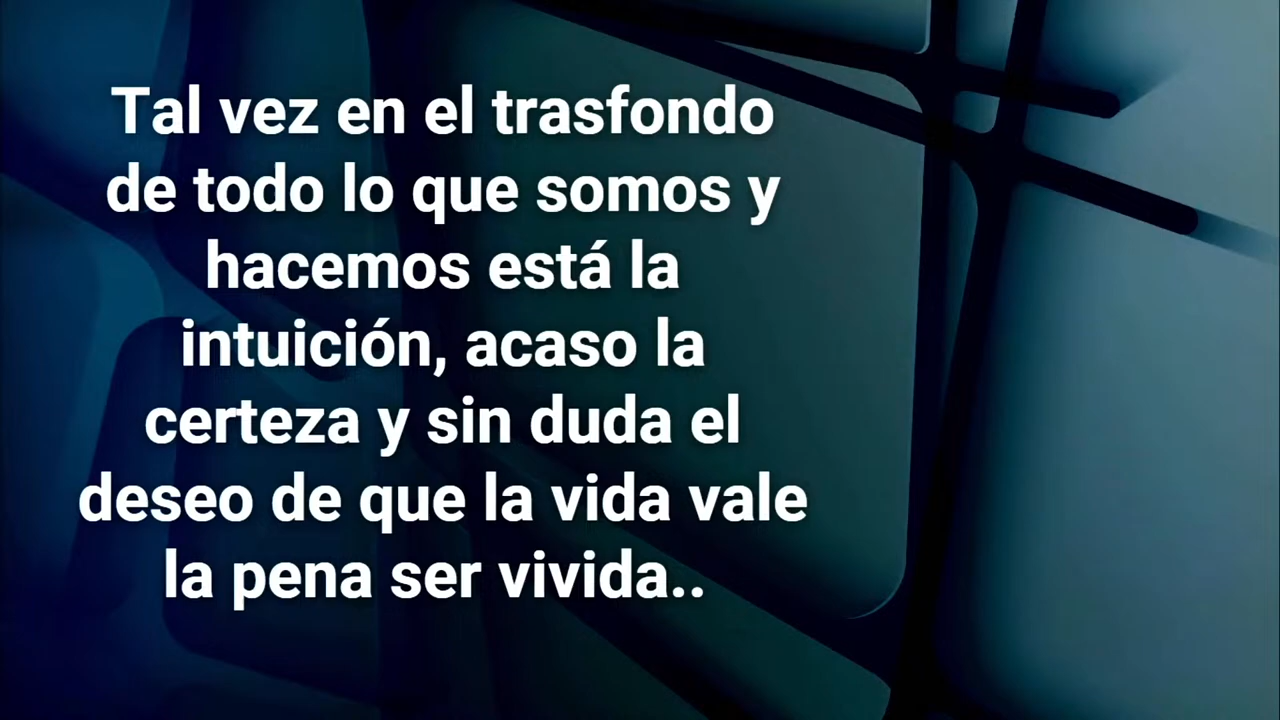 Tal vez en el trasfondo
de todo lo que somos y
hacemos está la
intuición, acaso la
certeza y sin duda el
deseo de que la vida vale
la pena ser vivida..